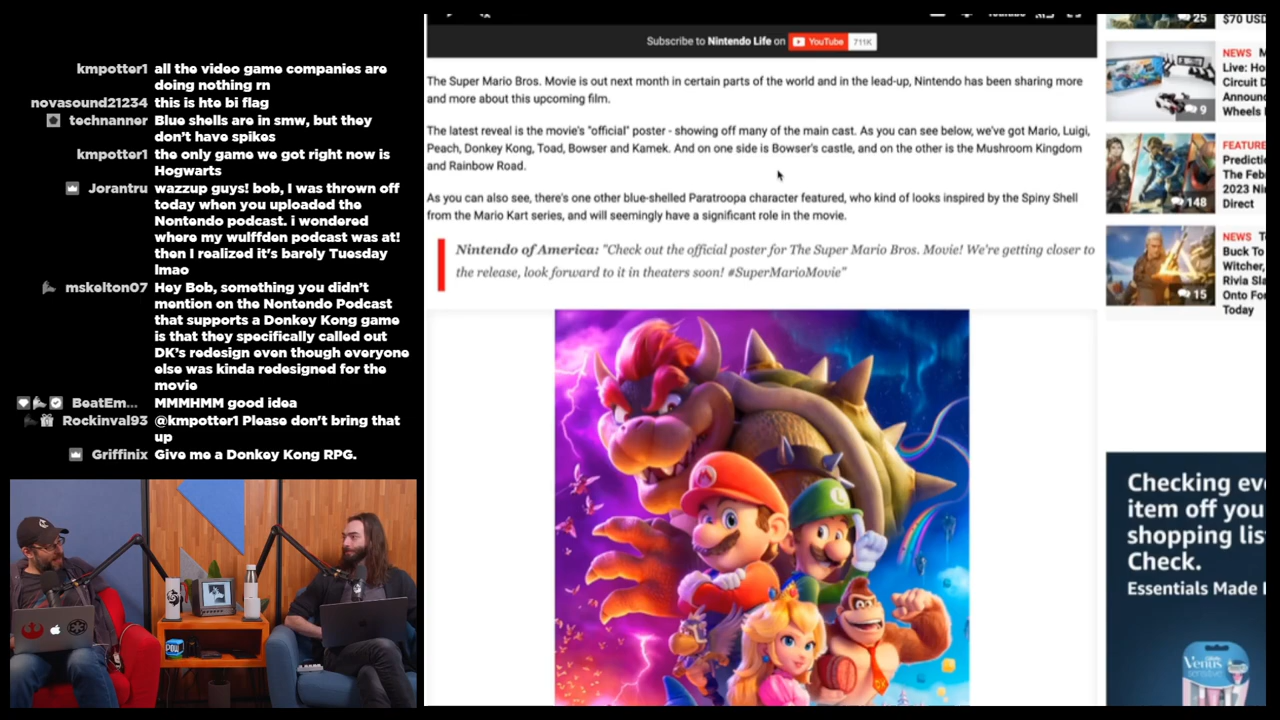 kmpotter1 all the video game companies are
doing nothing rn
novasound21234 this is hte bi flag
technanner Blue shells are in smw, but they
don't have spikes
kmpotter1 the only game we got right now is
Hogwarts
Jorantru wazzup guys! bob, I was thrown off
today when you uploaded the
Nontendo podcast. i wondered
where my wulffden podcast was at!
then I realized it's barely Tuesday
lmao
mskelton07 Hey Bob, something you didn't
mention on the Nontendo Podcast
that supports a Donkey Kong game
is that they specifically called out
DK's redesign even though everyone
else was kinda redesigned for the
movie
BeatEm... MMMHMM good idea
Rockinval93 @kmpotter1 Please don't bring that
up
Griffinix Give me a Donkey Kong RPG.
POW
Subscribe to Nintendo Life on YouTube 711K
The Super Mario Bros. Movie is out next month in certain parts of the world and in the lead-up, Nintendo has been sharing more
and more about this upcoming film.
The latest reveal is the movie's "official" poster - showing off many of the main cast. As you can see below, we've got Mario, Luigi,
Peach, Donkey Kong, Toad, Bowser and Kamek. And on one side is Bowser's castle, and on the other is the Mushroom Kingdom
and Rainbow Road.
As you can also see, there's one other blue-shelled Paratroopa character featured, who kind of looks inspired by the Spiny Shell
from the Mario Kart series, and will seemingly have a significant role in the movie.
Nintendo of America: "Check out the official poster for The Super Mario Bros. Movie! We're getting closer to
the release, look forward to it in theaters soon! #SuperMarioMovie"
M
L
25
$70 USD
NEWS M
Live: Ho
Circuit D
Announc
Wheels H
9
FEATURE
Predictio
The Febr
2023 Nin
Direct
148
NEWS T
Buck To
Witcher,
Rivia Sla
Onto For
Today
15
Checking eve
item off you
shopping lis
Check.
Essentials Made
Venus
sensitive